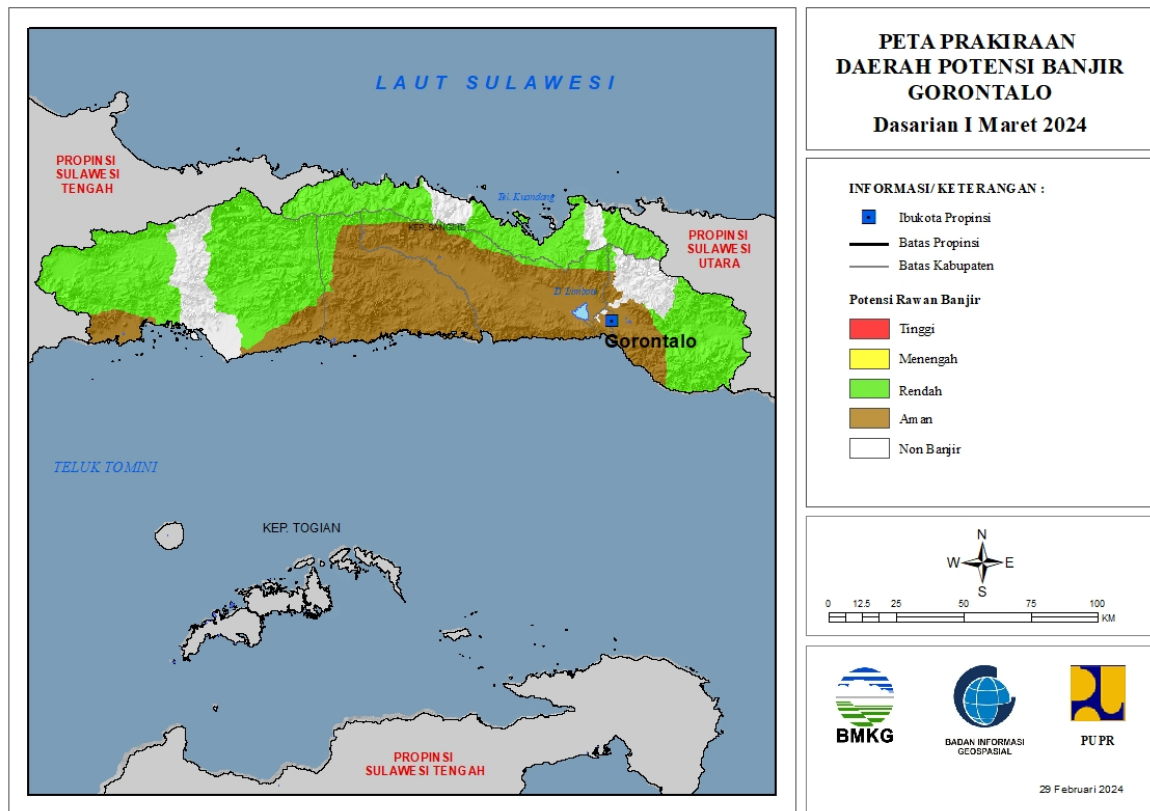 LAUT SULAWESI
PROPINSI
SULAWESI
TENGAH
Tel. Kuandang
KEP. SANGIHE
PROPINSI
SULAWESI
UTARA
D. Limboto
Gorontalo
TELUK TOMINI
KEP. TOGIAN
PROPINSI
SULAWESI TENGAH
PETA PRAKIRAAN
DAERAH POTENSI BANJIR
GORONTALO
Dasarian I Maret 2024
INFORMASI/ KETERANGAN :
Ibukota Propinsi
Batas Propinsi
Batas Kabupaten
Potensi Rawan Banjir
Tinggi
Menengah
Rendah
Aman
Non Banjir
N
W E
S
0 12.5 25 50 75 100
KM
BMKG
BADAN INFORMASI
GEOSPASIAL
PUPR
29 Februari 2024